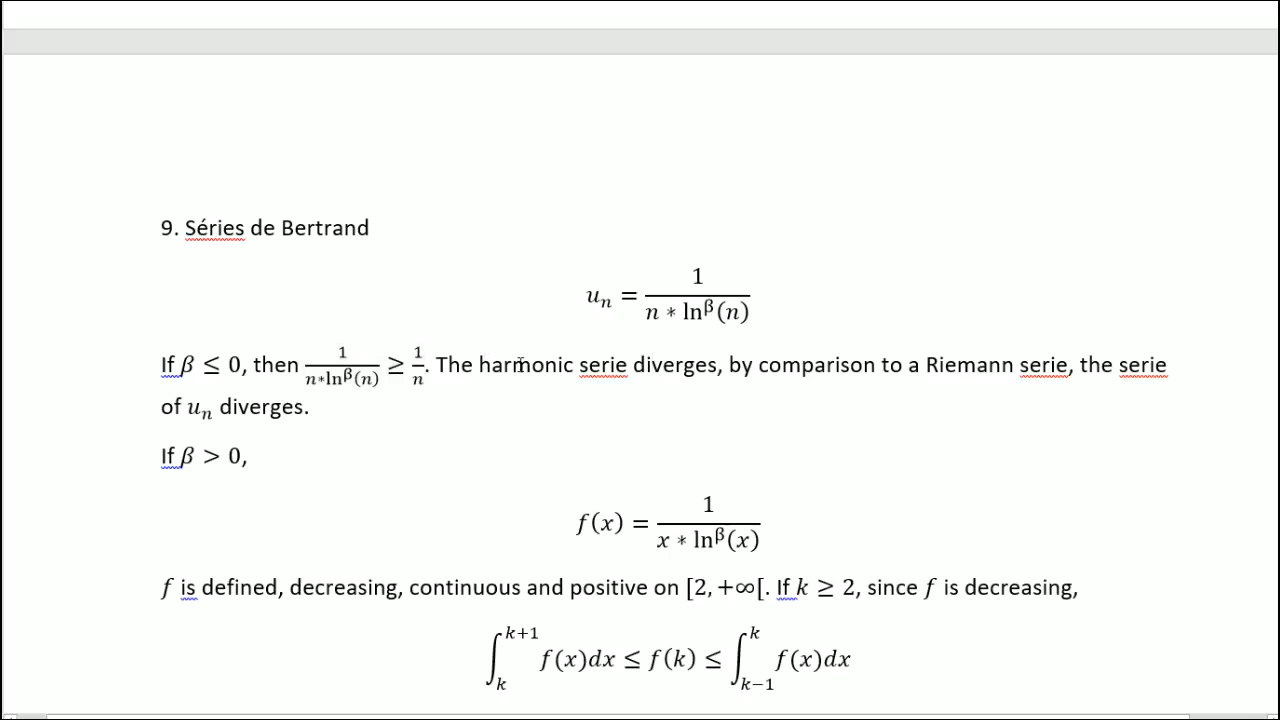 9. Séries de Bertrand
u_n = 1 / (n * ln^β(n))
If β ≤ 0, then 1 / (n*ln^β(n)) ≥ 1/n. The harmonic serie diverges, by comparison to a Riemann serie, the serie
of u_n diverges.
If β > 0,
f(x) = 1 / (x * ln^β(x))
f is defined, decreasing, continuous and positive on [2, +∞[. If k ≥ 2, since f is decreasing,
∫_k^{k+1} f(x)dx ≤ f(k) ≤ ∫_{k−1}^k f(x)dx